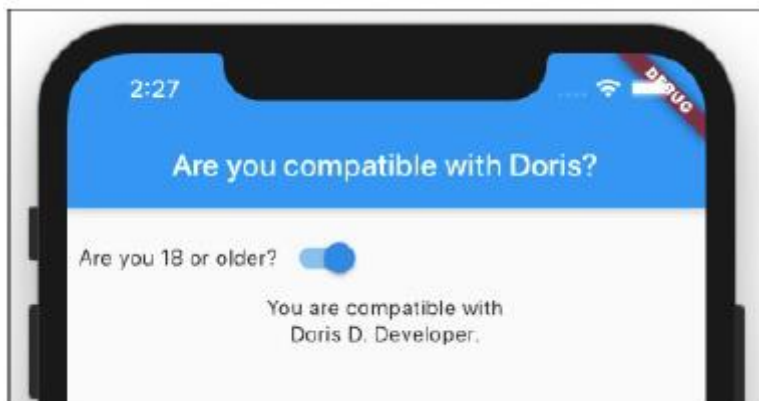 2:27
DEBUG
Are you compatible with Doris?
Are you 18 or older?
You are compatible with
Doris D. Developer.